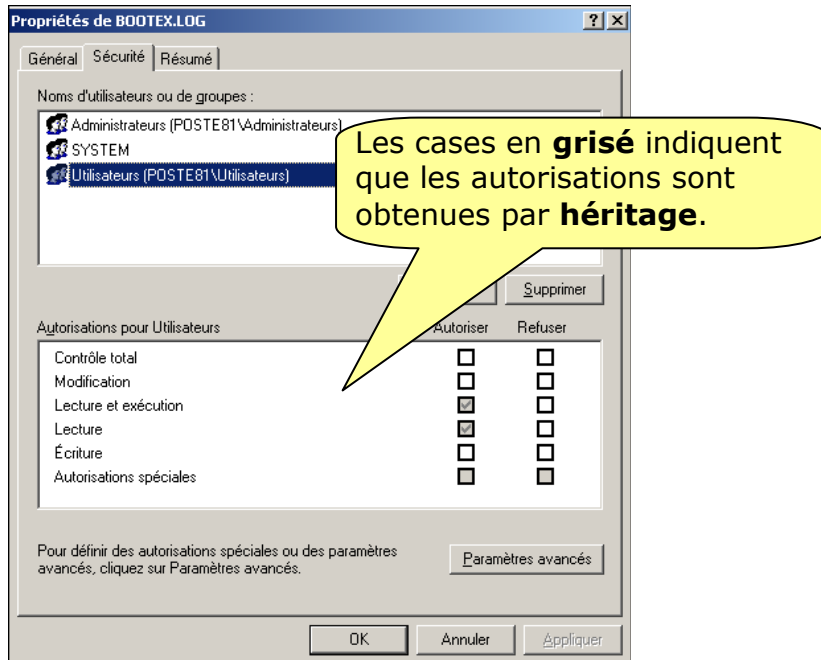 Propriétés de BOOTEX.LOG
Général Sécurité Résumé
Noms d'utilisateurs ou de groupes :
Administrateurs (POSTE81\Administrateurs)
SYSTEM
Utilisateurs (POSTE81\Utilisateurs)
Les cases en grisé indiquent
que les autorisations sont
obtenues par héritage.
Supprimer
Autorisations pour Utilisateurs Autoriser Refuser
Contrôle total
Modification
Lecture et exécution
Lecture
Écriture
Autorisations spéciales
Pour définir des autorisations spéciales ou des paramètres
avancés, cliquez sur Paramètres avancés.
Paramètres avancés
OK Annuler Appliquer